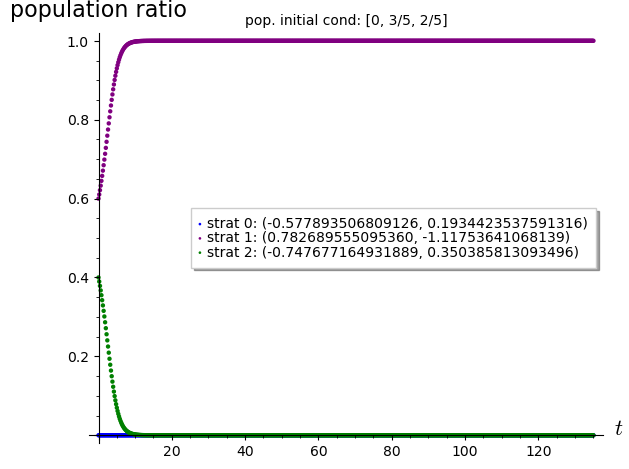 population ratio
pop. initial cond: [0, 3/5, 2/5]
1.0
0.8
0.6
strat 0: (-0.577893506809126, 0.1934423537591316)
strat 1: (0.782689555095360, -1.11753641068139)
strat 2: (-0.747677164931889, 0.350385813093496)
0.4
0.2
t
20 40 60 80 100 120